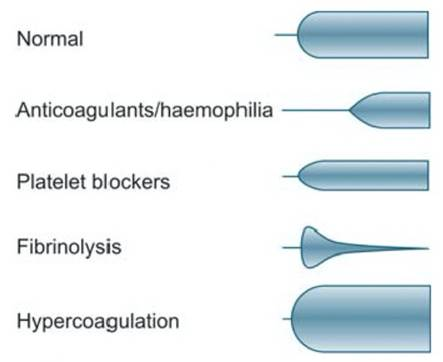 Normal
Anticoagulants/haemophilia
Platelet blockers
Fibrinolysis
Hypercoagulation